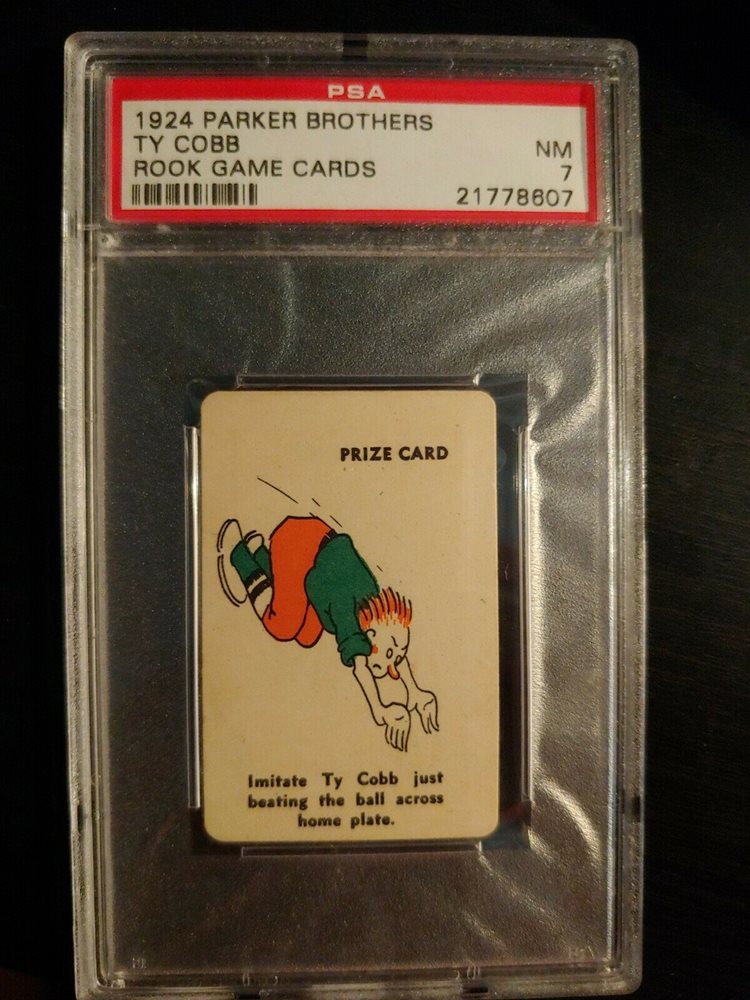 PSA
1924 PARKER BROTHERS
TY COBB NM
ROOK GAME CARDS 7
21778607
PRIZE CARD
Imitate Ty Cobb just
beating the ball across
home plate.